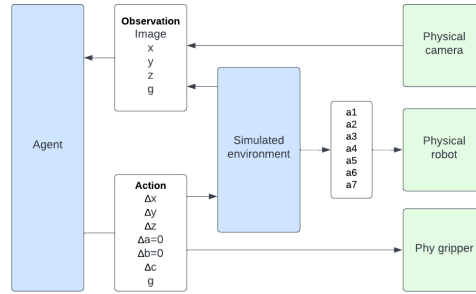 Observation
Image
x
y
z
g
Physical
camera
Agent
Simulated
environment
a1
a2
a3
a4
a5
a6
a7
Physical
robot
Action
Δx
Δy
Δz
Δa=0
Δb=0
Δc
g
Phy gripper